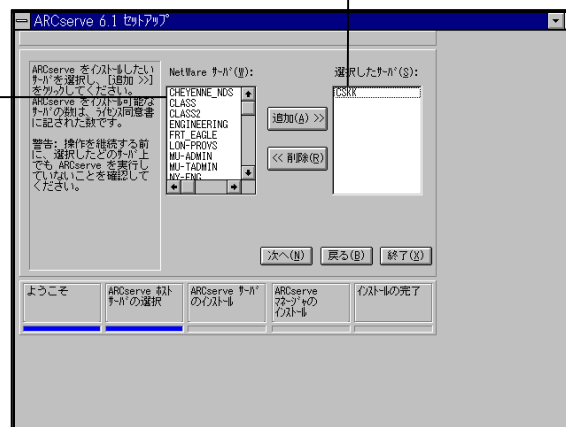 ARCserve 6.1 ｾｯﾄｱｯﾌﾟ
ARCserve をｲﾝｽﾄｰﾙしたい
ｻｰﾊﾞを選択し、[追加 >>]
をｸﾘｯｸしてください。
ARCserve をｲﾝｽﾄｰﾙ可能な
ｻｰﾊﾞの数は、ﾗｲｾﾝｽ同意書
に記された数です。
警告: 操作を継続する前
に、選択したどのｻｰﾊﾞ上
でも ARCserve を実行し
ていないことを確認して
ください。
NetWare ｻｰﾊﾞ(W):
CHEYENNE_NDS
CLASS
CLASS2
ENGINEERING
FRT_EAGLE
LON-PROYS
MU-ADMIN
MU-TADMIN
NY-ENG
追加(A) >>
<< 削除(R)
選択したｻｰﾊﾞ(S):
CSKK
次へ(N)
戻る(B)
終了(X)
ようこそ
ARCserve ﾎｽﾄ
ｻｰﾊﾞの選択
ARCserve ｻｰﾊﾞ
のｲﾝｽﾄｰﾙ
ARCserve
ﾏﾈｰｼﾞｬの
ｲﾝｽﾄｰﾙ
ｲﾝｽﾄｰﾙの完了